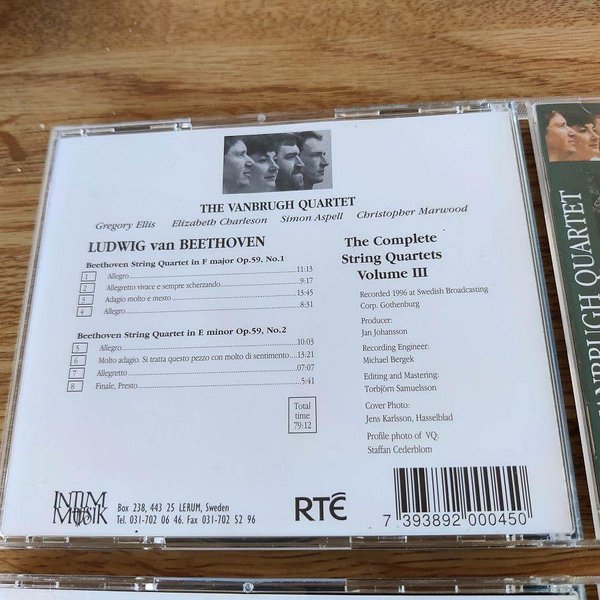 THE VANBRUGH QUARTET
Gregory Ellis Elizabeth Charleson Simon Aspell Christopher Marwood
LUDWIG van BEETHOVEN
Beethoven String Quartet in F major Op.59, No.1
1 Allegro 11:13
2 Allegretto vivace e sempre scherzando 9:17
3 Adagio molto e mesto 13:45
4 Allegro 8:31
Beethoven String Quartet in E minor Op.59, No.2
5 Allegro 10:03
6 Molto adagio. Si tratta questo pezzo con molto di sentimento 13:21
7 Allegretto 07:07
8 Finale, Presto 5:41
Total
time
79:12
The Complete
String Quartets
Volume III
Recorded 1996 at Swedish Broadcasting
Corp. Gothenburg
Producer:
Jan Johansson
Recording Engineer:
Michael Bergek
Editing and Mastering:
Torbjörn Samuelsson
Cover Photo:
Jens Karlsson, Hasselblad
Profile photo of VQ:
Staffan Cederblom
INTIM
MUSIK
Box 238, 443 25 LERUM, Sweden
Tel. 031-702 06 46. Fax 031-702 52 96
RTÉ
7 393892 000450
VANBRUGH QUARTET